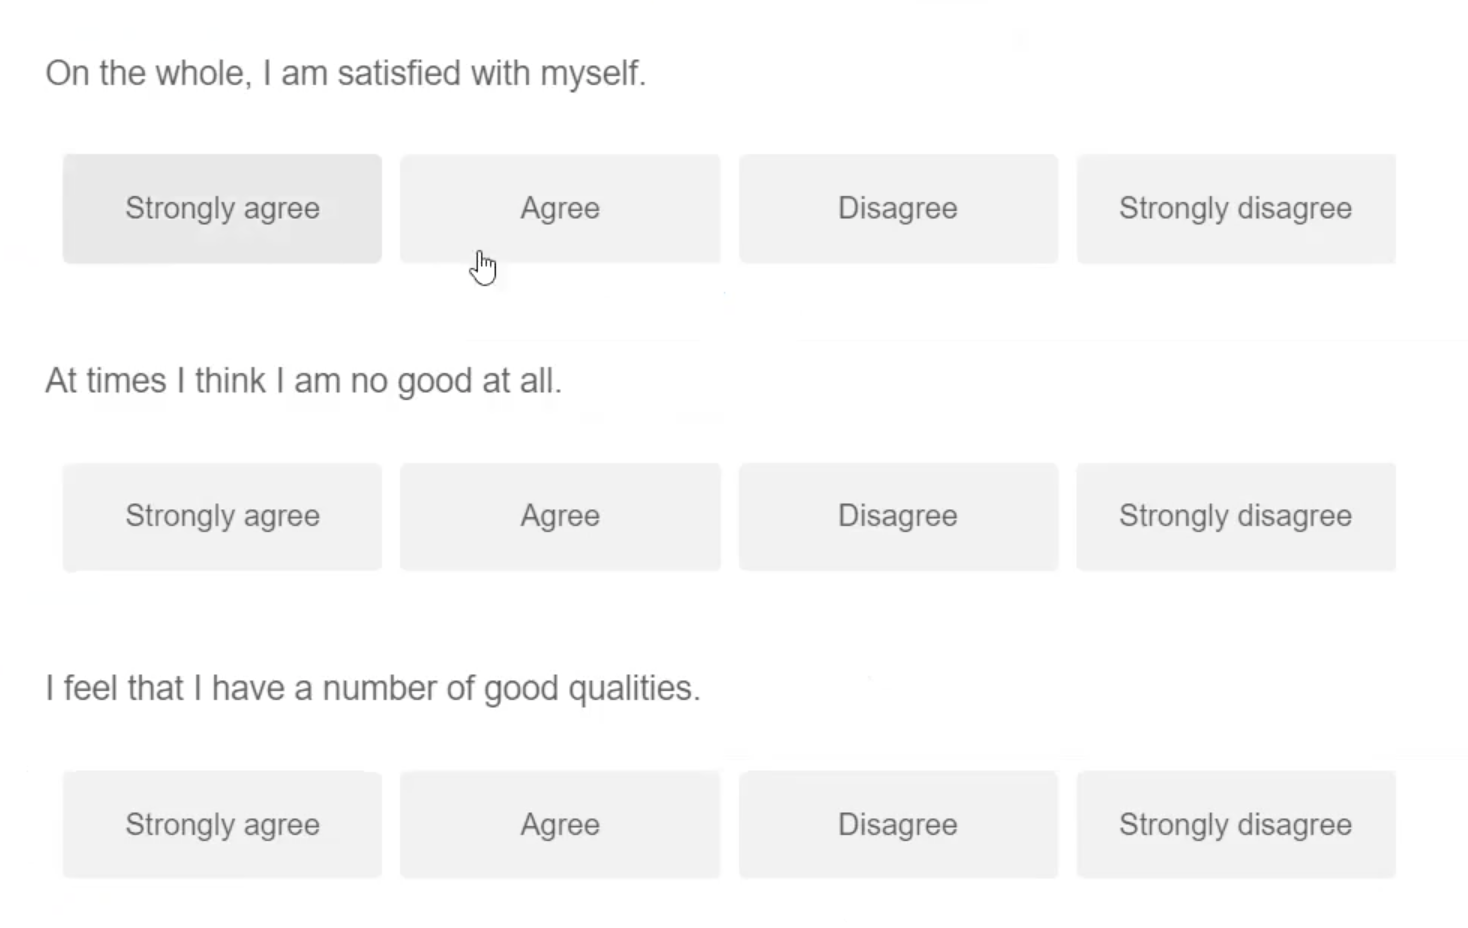 On the whole, I am satisfied with myself.
Strongly agree Agree Disagree Strongly disagree
At times I think I am no good at all.
Strongly agree Agree Disagree Strongly disagree
I feel that I have a number of good qualities.
Strongly agree Agree Disagree Strongly disagree